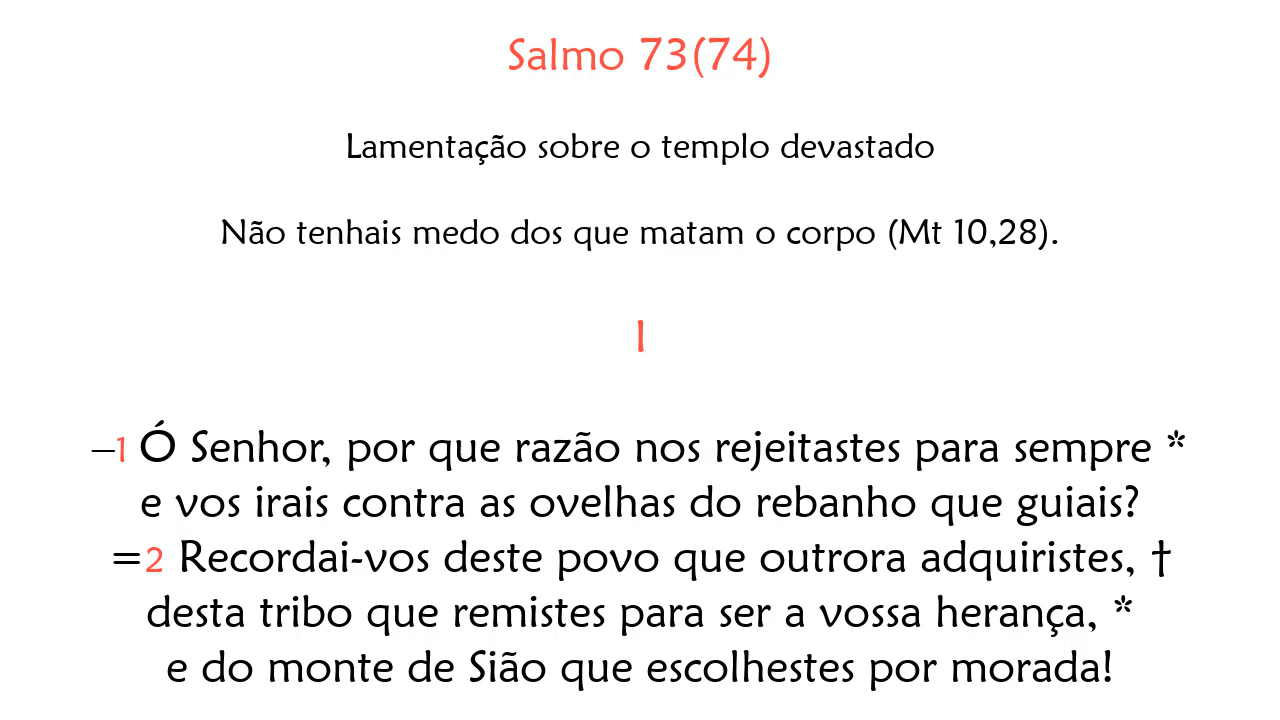 Salmo 73(74)
Lamentação sobre o templo devastado
Não tenhais medo dos que matam o corpo (Mt 10,28).
I
–1 Ó Senhor, por que razão nos rejeitastes para sempre *
e vos irais contra as ovelhas do rebanho que guiais?
=2 Recordai-vos deste povo que outrora adquiristes, †
desta tribo que remistes para ser a vossa herança, *
e do monte de Sião que escolhestes por morada!